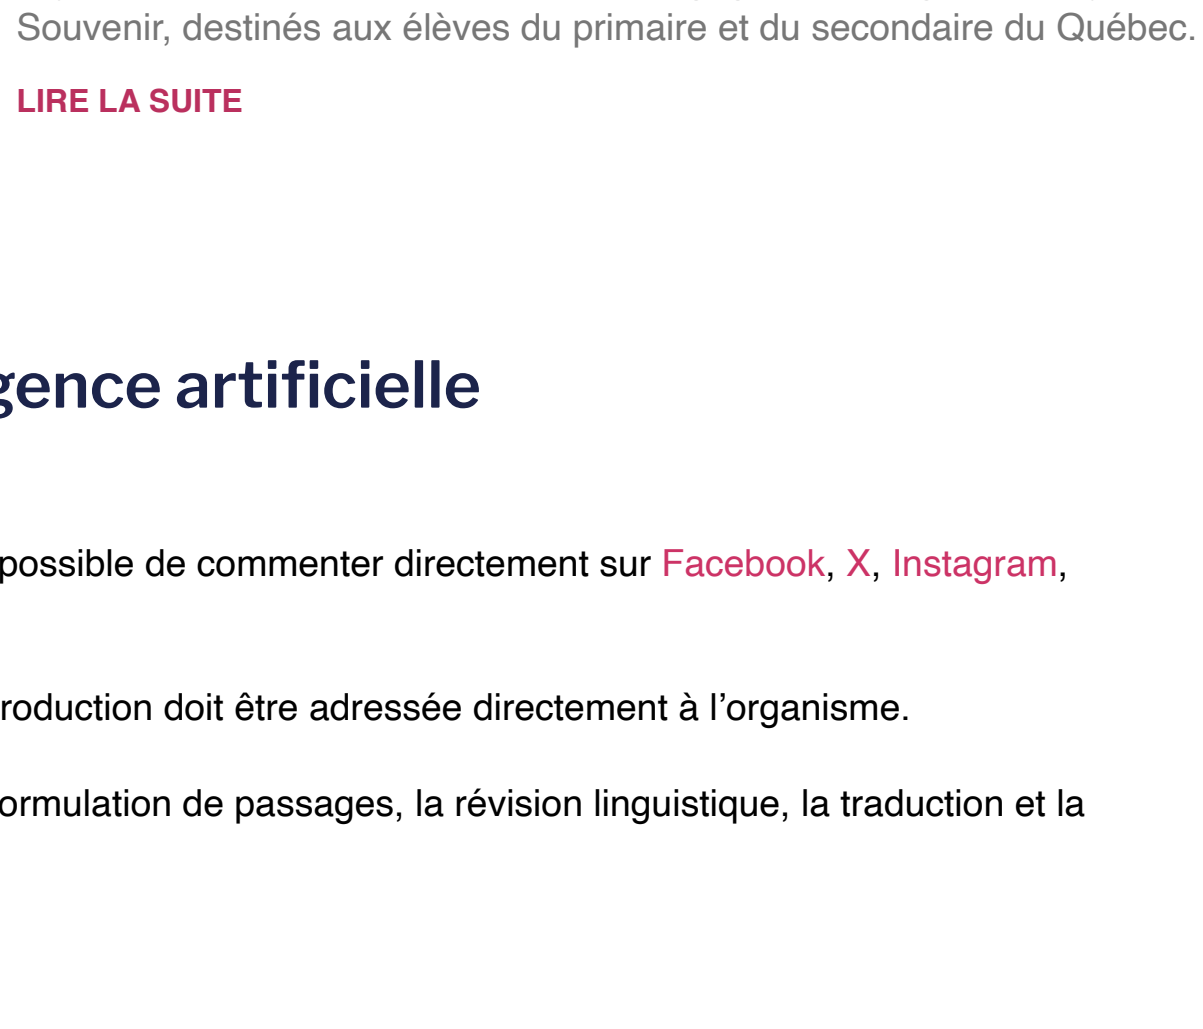 Souvenir, destinés aux élèves du primaire et du secondaire du Québec.
LIRE LA SUITE
gence artificielle
possible de commenter directement sur Facebook, X, Instagram,
roduction doit être adressée directement à l’organisme.
ormulation de passages, la révision linguistique, la traduction et la